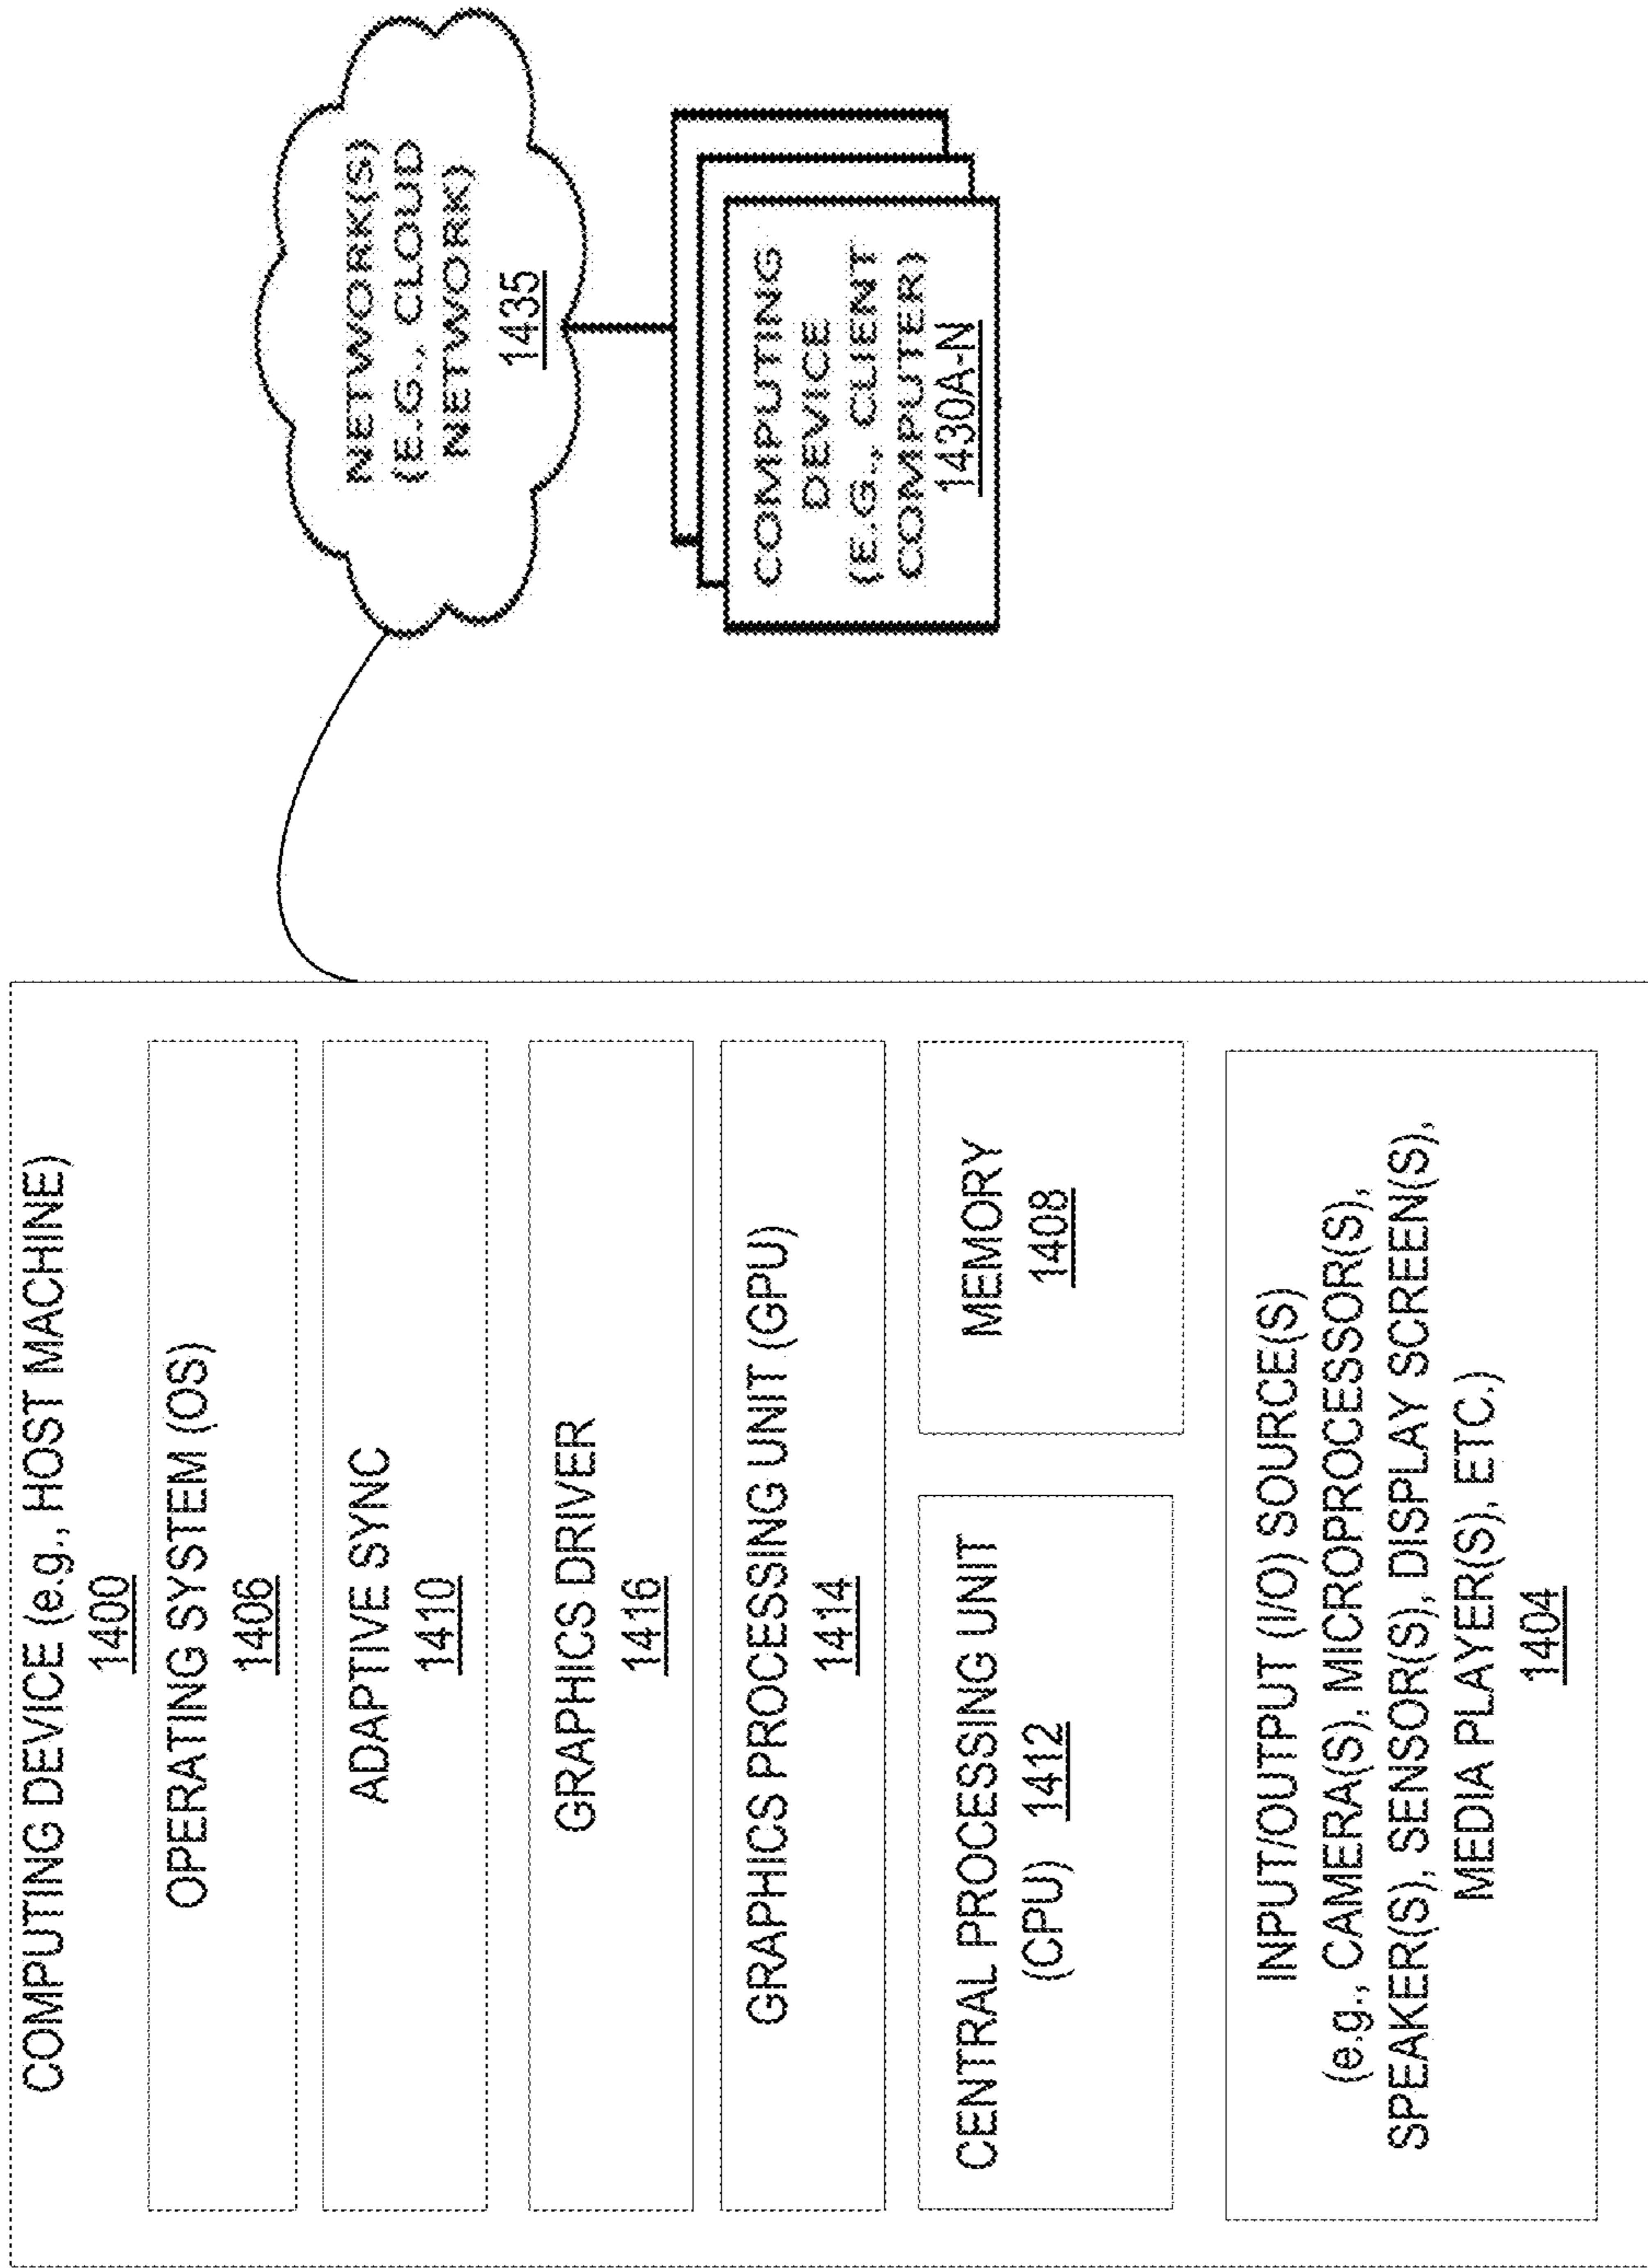 COMPUTING DEVICE (e.g., HOST MACHINE)
1400
OPERATING SYSTEM (OS)
1406
ADAPTIVE SYNC
1410
GRAPHICS DRIVER
1416
GRAPHICS PROCESSING UNIT (GPU)
1414
CENTRAL PROCESSING UNIT
(CPU) 1412
MEMORY
1408
INPUT/OUTPUT (I/O) SOURCE(S)
(e.g., CAMERA(S), MICROPROCESSOR(S),
SPEAKER(S), SENSOR(S), DISPLAY SCREEN(S),
MEDIA PLAYER(S), ETC.)
1404
NETWORK(S)
(E.G., CLOUD
NETWORK)
1435
COMPUTING
DEVICE
(E.G., CLIENT
COMPUTER)
1430A-N